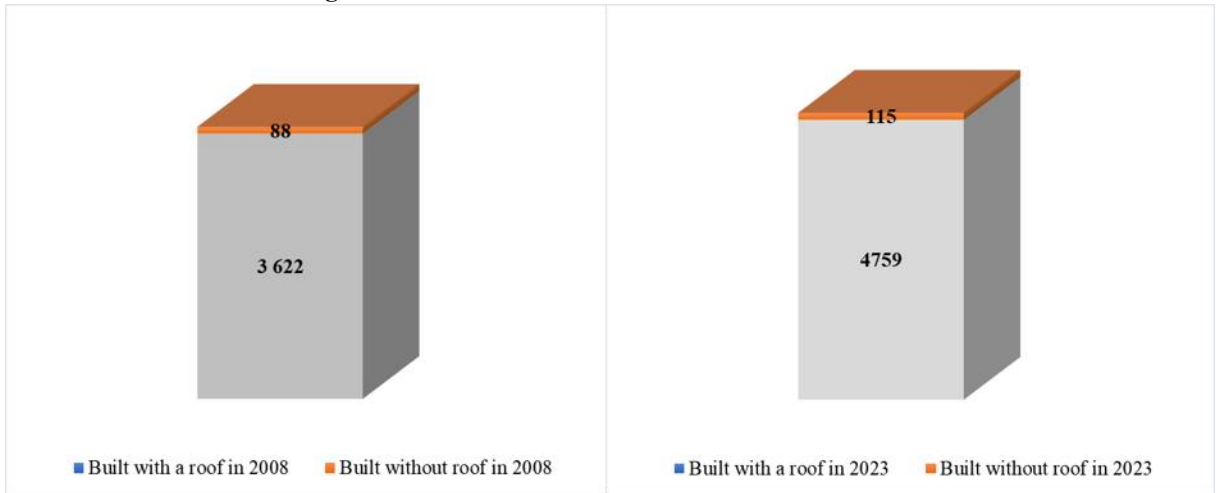 g
88
3 622
Built with a roof in 2008 Built without roof in 2008
115
4759
Built with a roof in 2023 Built without roof in 2023